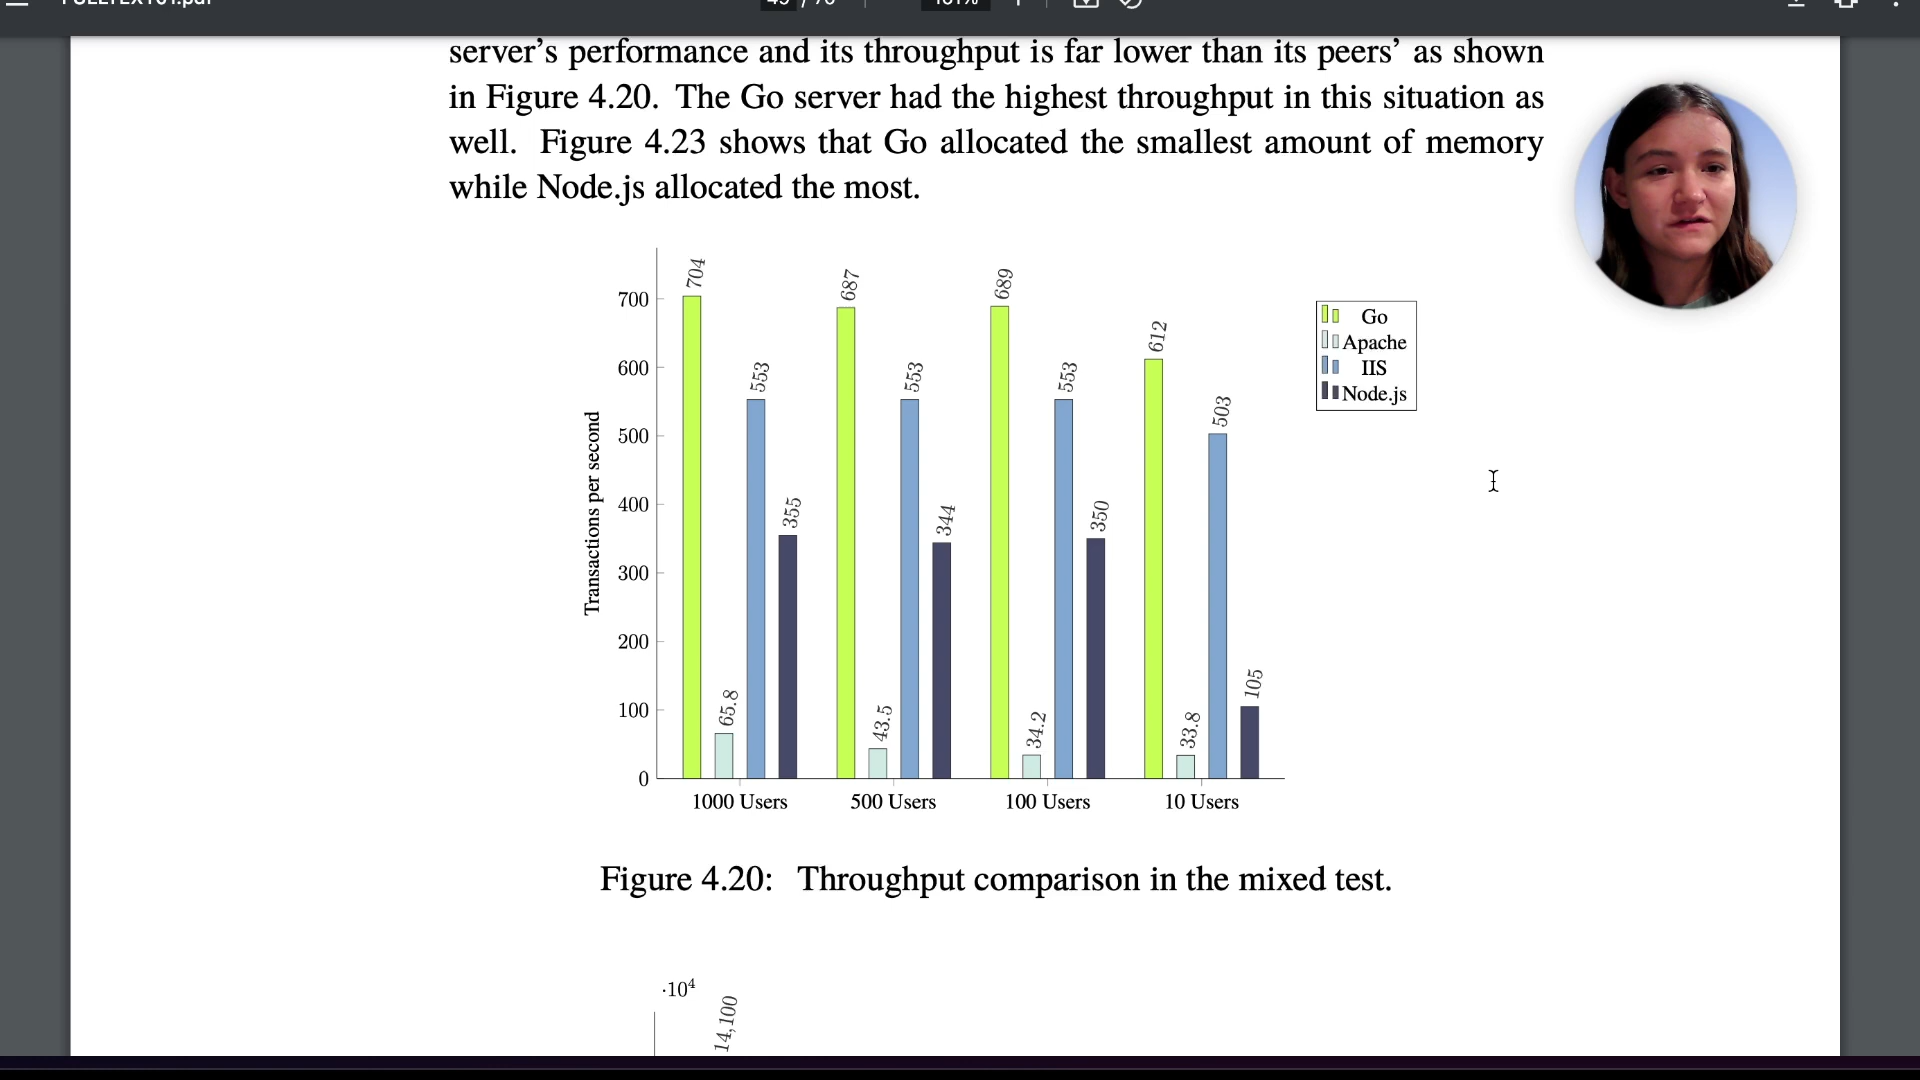 server’s performance and its throughput is far lower than its peers’ as shown
in Figure 4.20. The Go server had the highest throughput in this situation as
well. Figure 4.23 shows that Go allocated the smallest amount of memory
while Node.js allocated the most.
Transactions per second
700
600
500
400
300
200
100
0
704
65.8
553
355
687
43.5
553
344
689
34.2
553
350
612
33.8
503
105
1000 Users
500 Users
100 Users
10 Users
Go
Apache
IIS
Node.js
Figure 4.20: Throughput comparison in the mixed test.
·10⁴
14,100